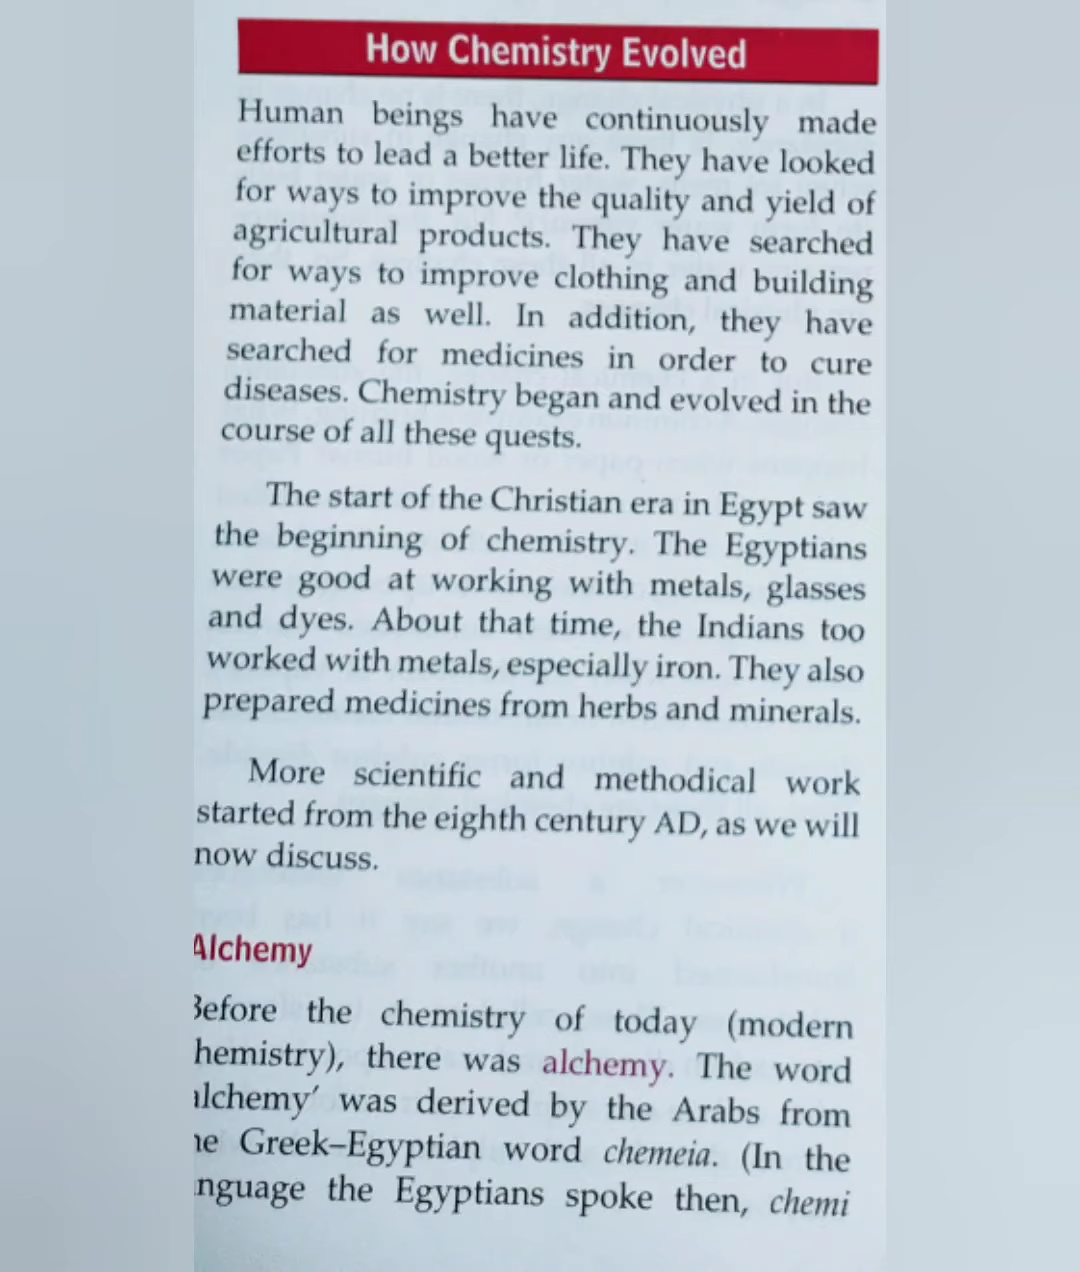 How Chemistry Evolved
Human beings have continuously made
efforts to lead a better life. They have looked
for ways to improve the quality and yield of
agricultural products. They have searched
for ways to improve clothing and building
material as well. In addition, they have
searched for medicines in order to cure
diseases. Chemistry began and evolved in the
course of all these quests.
The start of the Christian era in Egypt saw
the beginning of chemistry. The Egyptians
were good at working with metals, glasses
and dyes. About that time, the Indians too
worked with metals, especially iron. They also
prepared medicines from herbs and minerals.
More scientific and methodical work
started from the eighth century AD, as we will
now discuss.
Alchemy
Before the chemistry of today (modern
hemistry), there was alchemy. The word
alchemy' was derived by the Arabs from
he Greek–Egyptian word chemeia. (In the
nguage the Egyptians spoke then, chemi